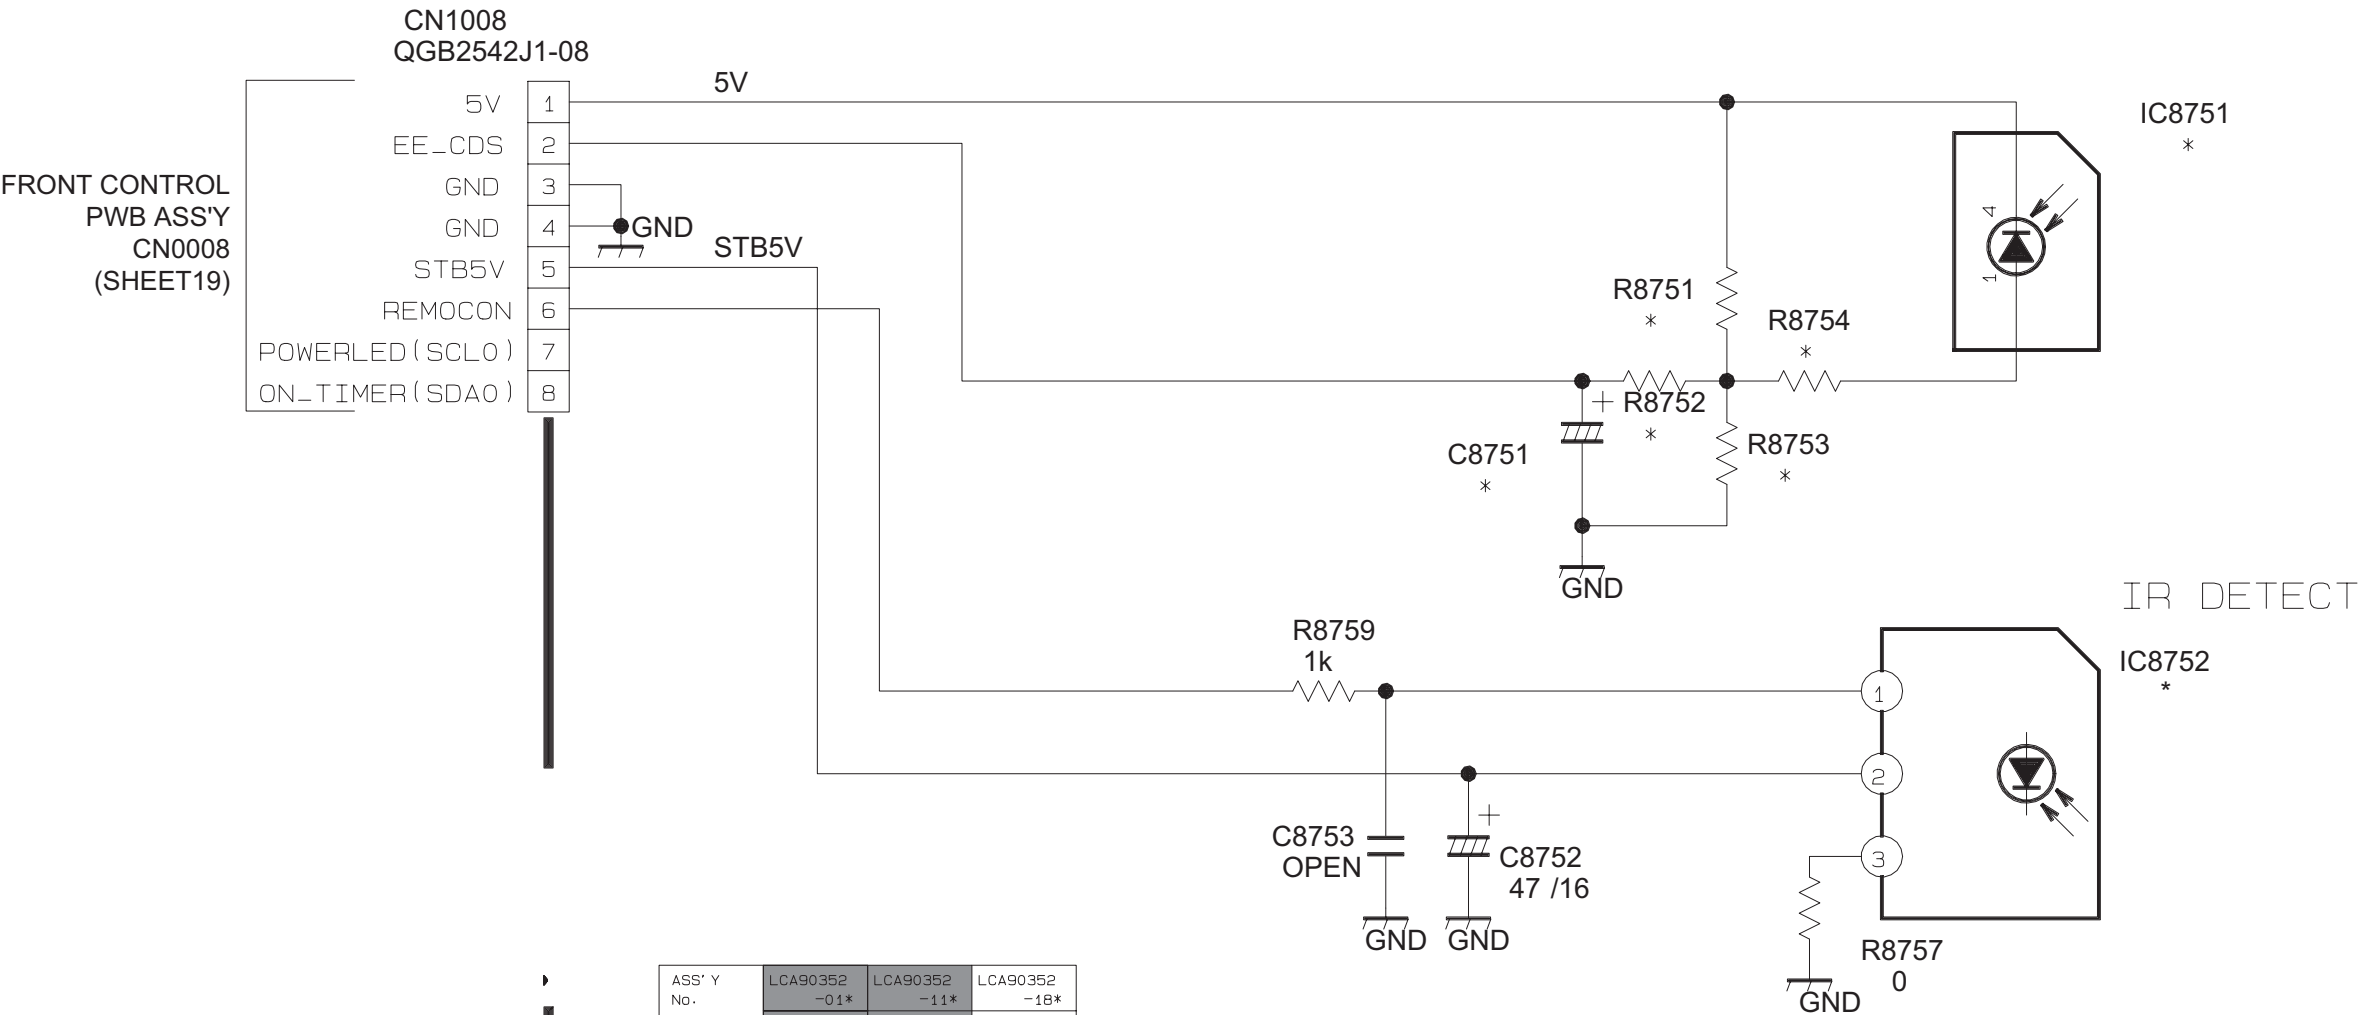 CN1008
QGB2542J1-08
5V
5V 1
EE_CDS 2
GND 3
GND 4
STB5V 5
REMOCON 6
POWERLED(SCL0) 7
ON_TIMER(SDA0) 8
FRONT CONTROL
PWB ASS'Y
CN0008
(SHEET19)
GND
STB5V
IC8751
*
4
1
R8751
*
R8754
*
+
R8752
*
R8753
*
C8751
*
GND
IR DETECT
IC8752
*
R8759
1k
1
2
3
+
C8753
OPEN
C8752
47 /16
GND
GND
R8757
0
GND
ASS'Y LCA90352 LCA90352 LCA90352
No. -01* -11* -18*